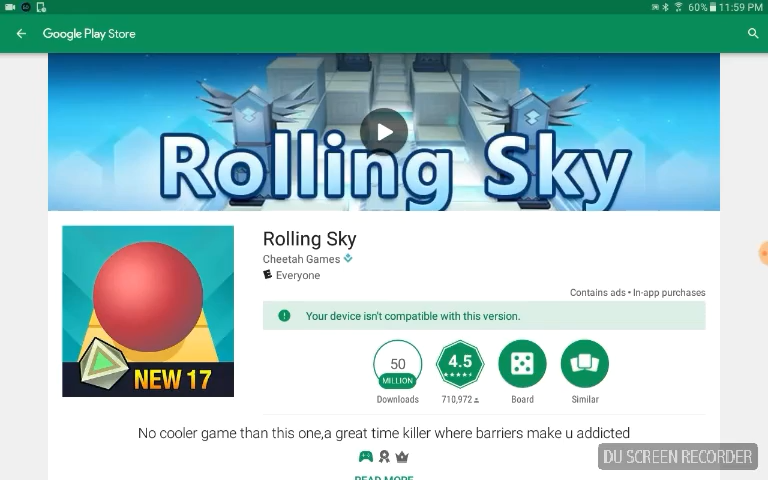 60% 11:59 PM
Google Play Store
Rolling Sky
Rolling Sky
Cheetah Games
Everyone
Contains ads • In-app purchases
Your device isn't compatible with this version.
NEW 17
50
MILLION
4.5
Downloads
710,972
Board
Similar
No cooler game than this one,a great time killer where barriers make u addicted
DU SCREEN RECORDER
READ MORE